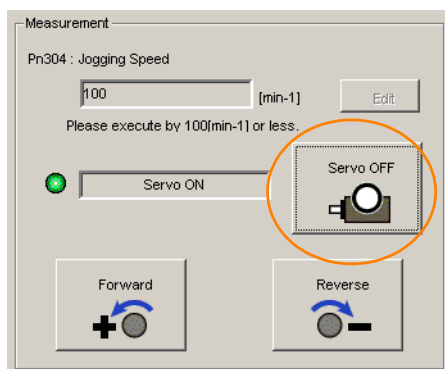 Measurement
Pn304 : Jogging Speed
100 [min-1] Edit
Please execute by 100[min-1] or less.
Servo ON
Servo OFF
Forward
Reverse